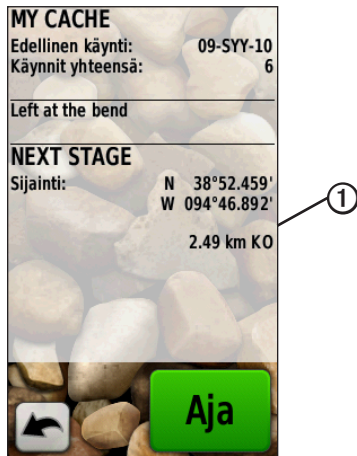 MY CACHE
Edellinen käynti: 09-SYY-10
Käynnit yhteensä: 6
Left at the bend
NEXT STAGE
Sijainti: N 38°52.459'
W 094°46.892'
2.49 km KO
①
Aja